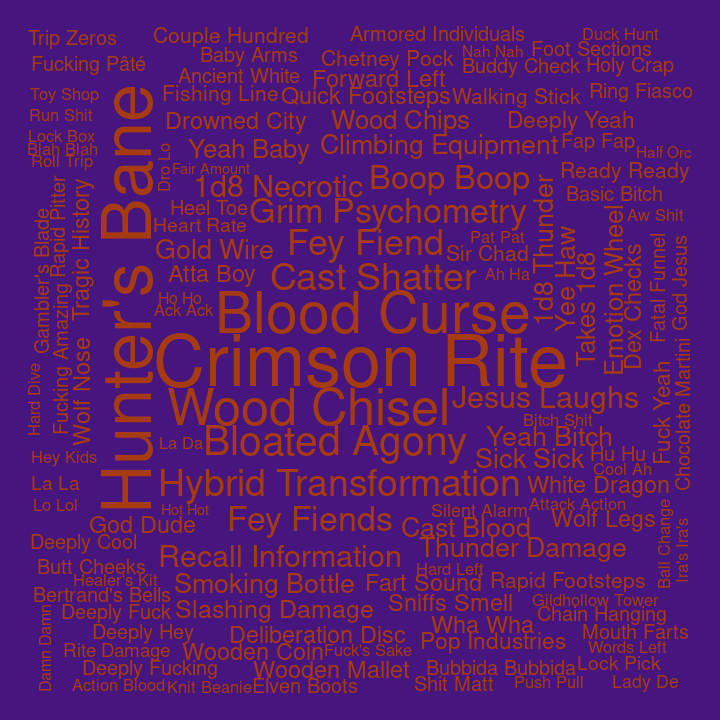 Trip Zeros
Couple Hundred
Armored Individuals
Duck Hunt
Fucking Pâté
Baby Arms
Chetney Pock
Nah Nah
Foot Sections
Ancient White
Forward Left
Buddy Check
Holy Crap
Toy Shop
Fishing Line
Quick Footsteps
Walking Stick
Ring Fiasco
Run Shit
Drowned City
Wood Chips
Deeply Yeah
Lock Box
Blah Blah
Yeah Baby
Climbing Equipment
Fap Fap
Half Orc
Roll Trip
Dro Lo
Fair Amount
1d8 Necrotic
Boop Boop
Ready Ready
Basic Bitch
Hunter's Bane
Heel Toe
Grim Psychometry
1d8 Thunder
Aw Shit
Heart Rate
Gambler's Blade
Fucking Amazing Rapid Pitter
Tragic History
Gold Wire
Fey Fiend
Sir Chad
Pat Pat
Yee Haw
Takes 1d8
Emotion Wheel
Dex Checks
Fatal Funnel
God Jesus
Atta Boy
Cast Shatter
Ah Ha
Ho Ho
Ack Ack
Blood Curse
Crimson Rite
Wolf Nose
Hard Dive
Wood Chisel
Jesus Laughs
Fuck Yeah
Chocolate Martini
Bitch Shit
La Da
Bloated Agony
Yeah Bitch
Hey Kids
Sick Sick
Hu Hu
Cool Ah
La La
Hybrid Transformation
White Dragon
Lo Lol
Hot Hot
Silent Alarm
Attack Action
God Dude
Fey Fiends
Cast Blood
Wolf Legs
Ball Change
Ira's Ira's
Deeply Cool
Recall Information
Thunder Damage
Butt Cheeks
Hard Left
Healer's Kit
Smoking Bottle
Fart Sound
Rapid Footsteps
Bertrand's Bells
Deeply Fuck
Slashing Damage
Sniffs Smell
Gildhollow Tower
Chain Hanging
Damn Damn
Deeply Hey
Deliberation Disc
Wha Wha
Mouth Farts
Rite Damage
Wooden Coin
Fuck's Sake
Pop Industries
Words Left
Deeply Fucking
Wooden Mallet
Bubbida Bubbida
Lock Pick
Action Blood
Knit Beanie
Elven Boots
Shit Matt
Push Pull
Lady De